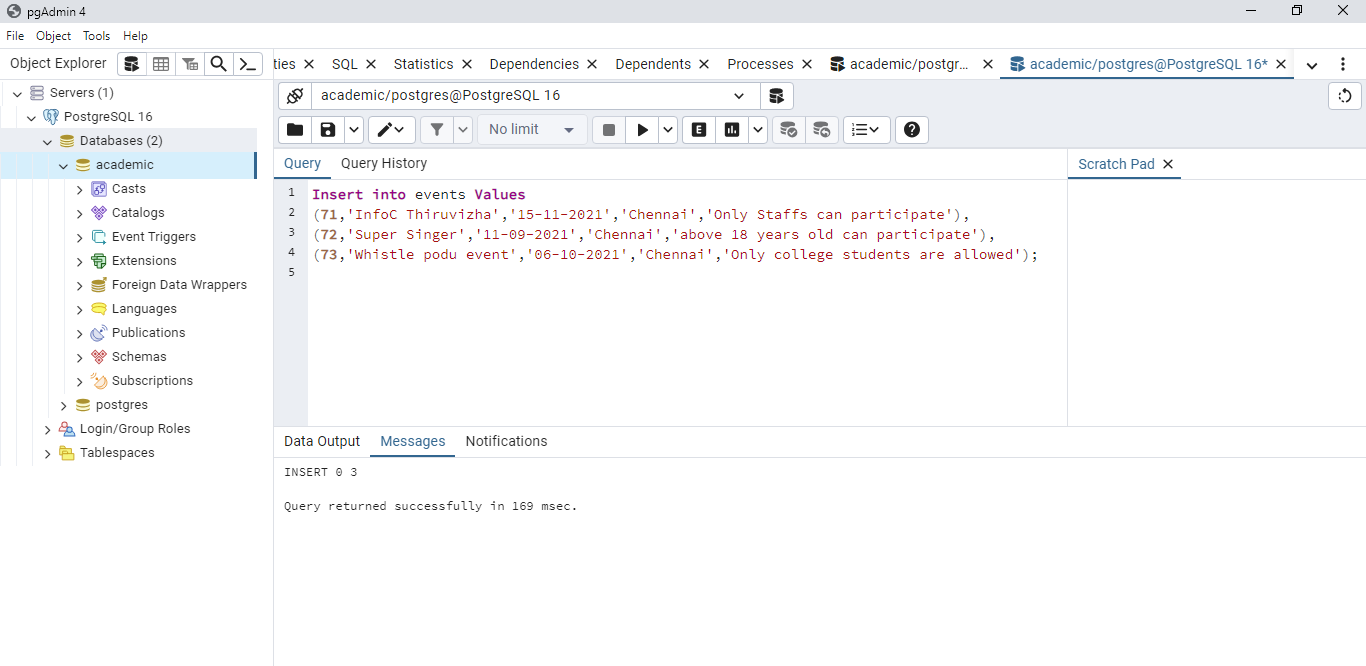 pgAdmin 4
File Object Tools Help
Object Explorer
ties SQL Statistics Dependencies Dependents Processes academic/postgr... academic/postgres@PostgreSQL 16*
Servers (1)
PostgreSQL 16
Databases (2)
academic
Casts
Catalogs
Event Triggers
Extensions
Foreign Data Wrappers
Languages
Publications
Schemas
Subscriptions
postgres
Login/Group Roles
Tablespaces
academic/postgres@PostgreSQL 16
No limit
E
Query Query History
Scratch Pad
1 Insert into events Values
2 (71,'InfoC Thiruvizha','15-11-2021','Chennai','Only Staffs can participate'),
3 (72,'Super Singer','11-09-2021','Chennai','above 18 years old can participate'),
4 (73,'Whistle podu event','06-10-2021','Chennai','Only college students are allowed');
5
Data Output Messages Notifications
INSERT 0 3
Query returned successfully in 169 msec.